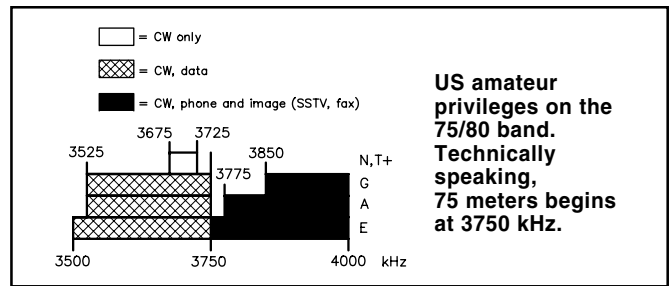 = CW only
= CW, data
= CW, phone and image (SSTV, fax)
US amateur
privileges on the
75/80 band.
Technically
speaking,
75 meters begins
at 3750 kHz.
3675 3725
3525 3775 3850
N,T+
G
A
E
3500 3750 4000 kHz